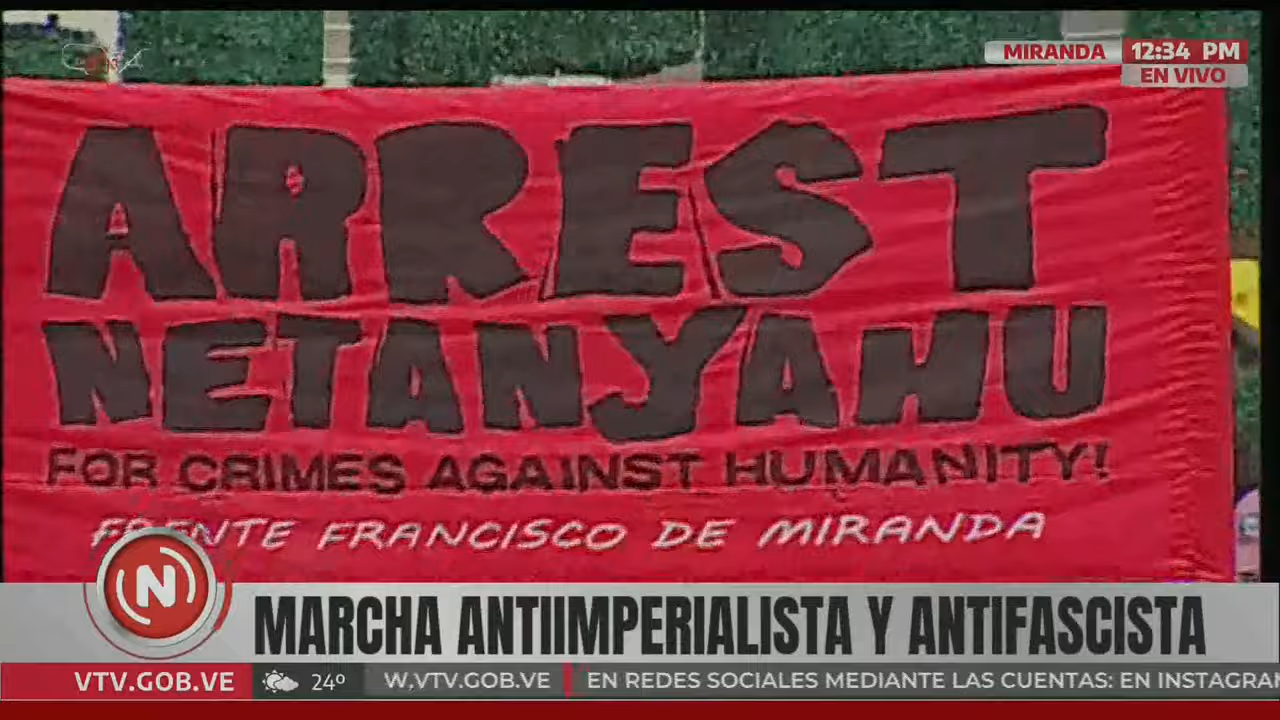 MIRANDA 12:34 PM
EN VIVO
ARREST
NETANYAHU
FOR CRIMES AGAINST HUMANITY!
FRENTE FRANCISCO DE MIRANDA
N
MARCHA ANTIIMPERIALISTA Y ANTIFASCISTA
VTV.GOB.VE 24º W,VTV.GOB.VE EN REDES SOCIALES MEDIANTE LAS CUENTAS: EN INSTAGRAM